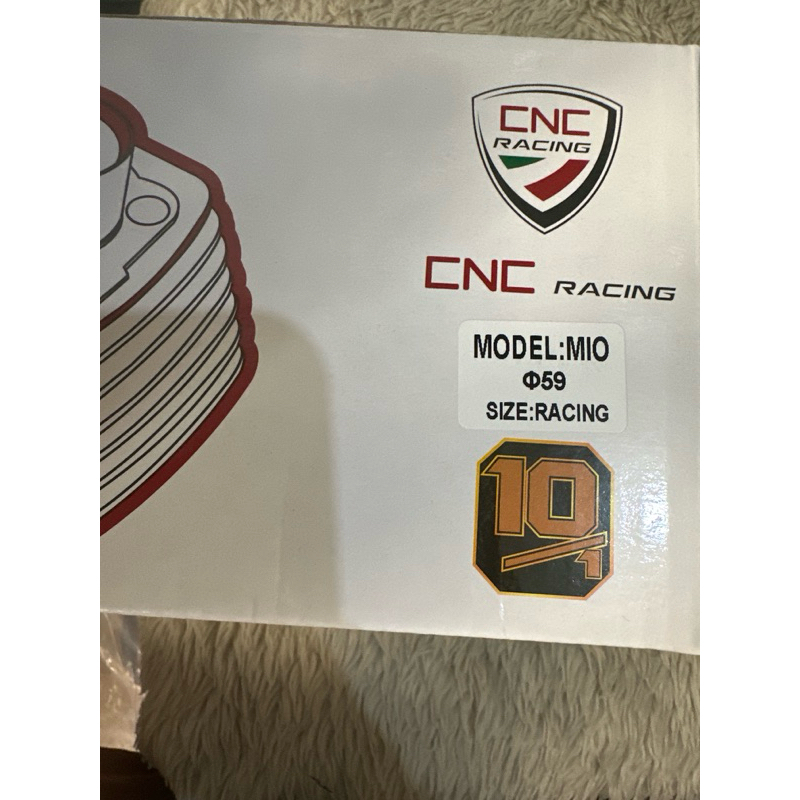 CNC
RACING
CNC RACING
MODEL:MIO
Φ59
SIZE:RACING
10/1